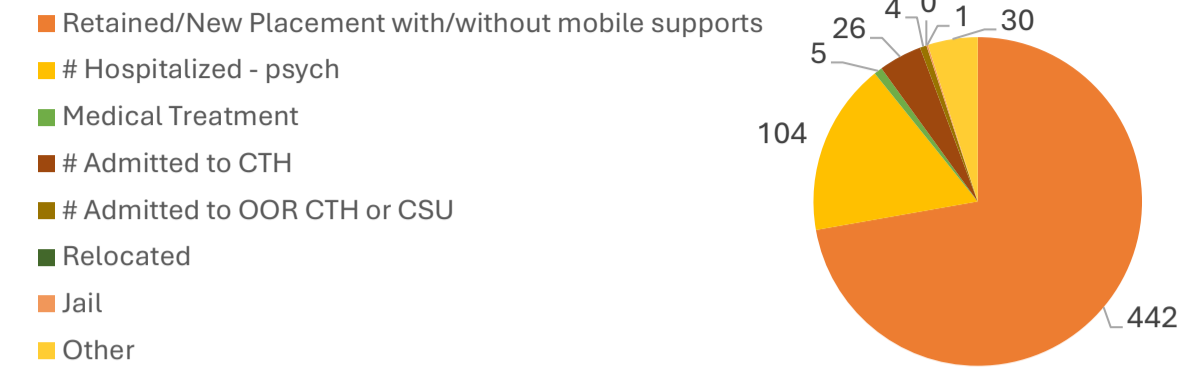 Retained/New Placement with/without mobile supports
# Hospitalized - psych
Medical Treatment
# Admitted to CTH
# Admitted to OOR CTH or CSU
Relocated
Jail
Other
4
0
1
30
26
5
104
442